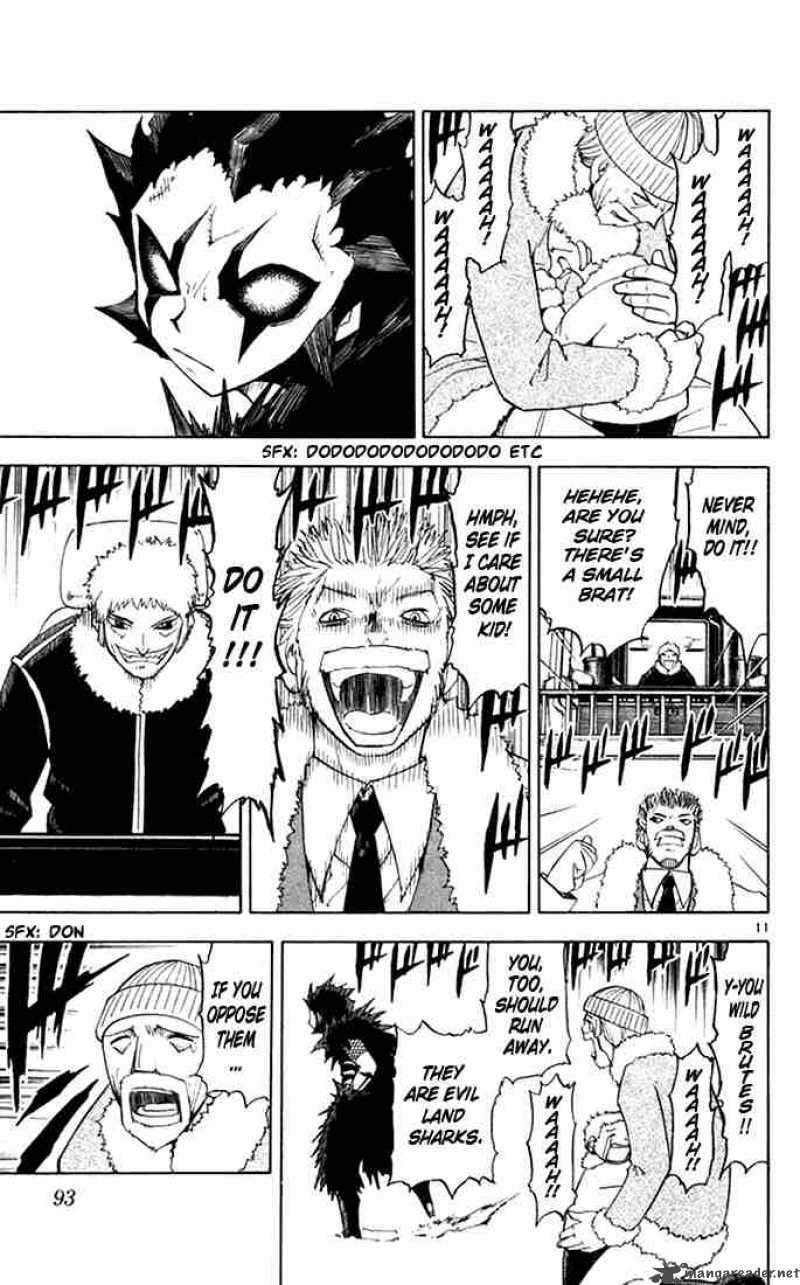 WAAAAAH!
WAAAAAH!
WAAAAAH!
WAAAAAH!
SFX: DODODODODODODODO ETC
NEVER
MIND,
DO IT!!
HEHEHE,
ARE YOU
SURE?
THERE'S
A SMALL
BRAT!
HMPH,
SEE IF
I CARE
ABOUT
SOME
KID!
DO
IT
!!!
11
SFX: DON
Y-YOU
WILD
BRUTES!!
WAAAH!!
WAAAH!!
YOU,
TOO,
SHOULD
RUN
AWAY.
THEY
ARE EVIL
LAND
SHARKS.
IF YOU
OPPOSE
THEM
...
93
mangareader.net